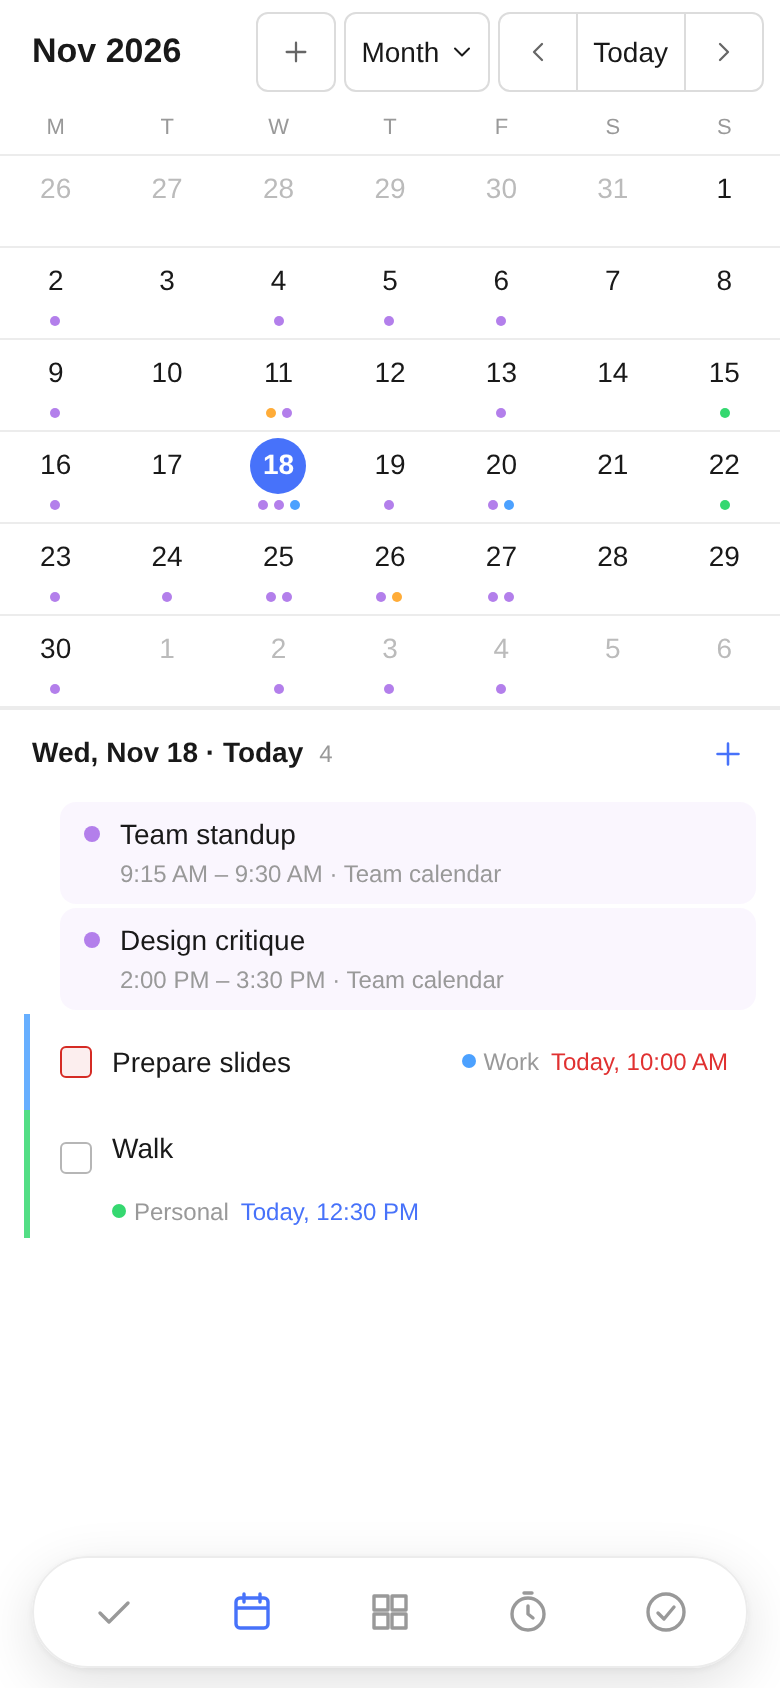 Nov 2026 Month Today
M T W T F S S
26 27 28 29 30 31 1
2 3 4 5 6 7 8
9 10 11 12 13 14 15
16 17 18 19 20 21 22
23 24 25 26 27 28 29
30 1 2 3 4 5 6
Wed, Nov 18 · Today 4
Team standup
9:15 AM – 9:30 AM · Team calendar
Design critique
2:00 PM – 3:30 PM · Team calendar
Prepare slides Work Today, 10:00 AM
Walk
Personal Today, 12:30 PM